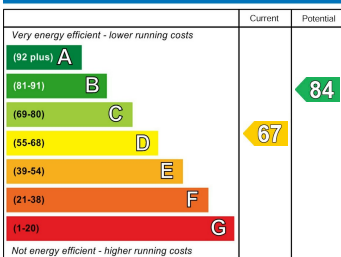 Current Potential
Very energy efficient - lower running costs
(92 plus) A
(81-91) B
84
(69-80) C
(55-68) D
67
(39-54) E
(21-38) F
(1-20) G
Not energy efficient - higher running costs